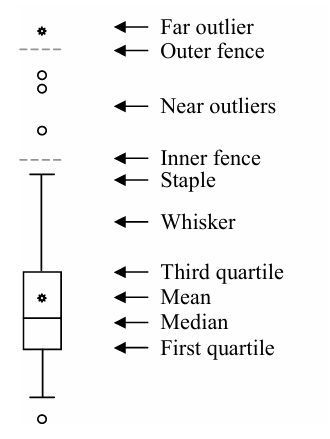 Far outlier
Outer fence
Near outliers
Inner fence
Staple
Whisker
Third quartile
Mean
Median
First quartile